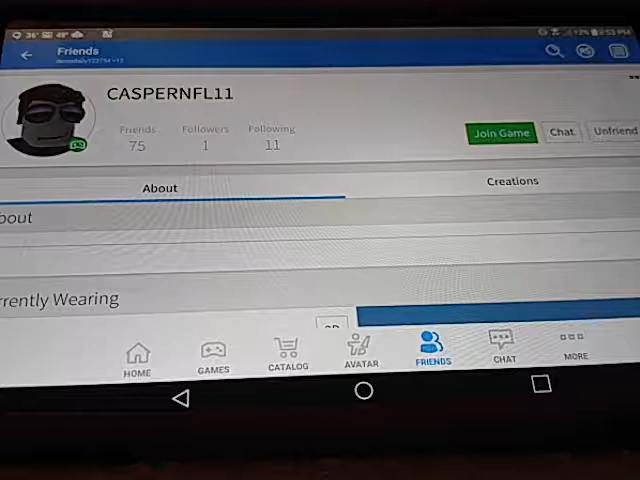 Friends
CASPERNFL11
Friends Followers Following
75 1 11
Join Game Chat Unfriend
About Creations
bout
rrently Wearing
HOME GAMES CATALOG AVATAR FRIENDS CHAT MORE